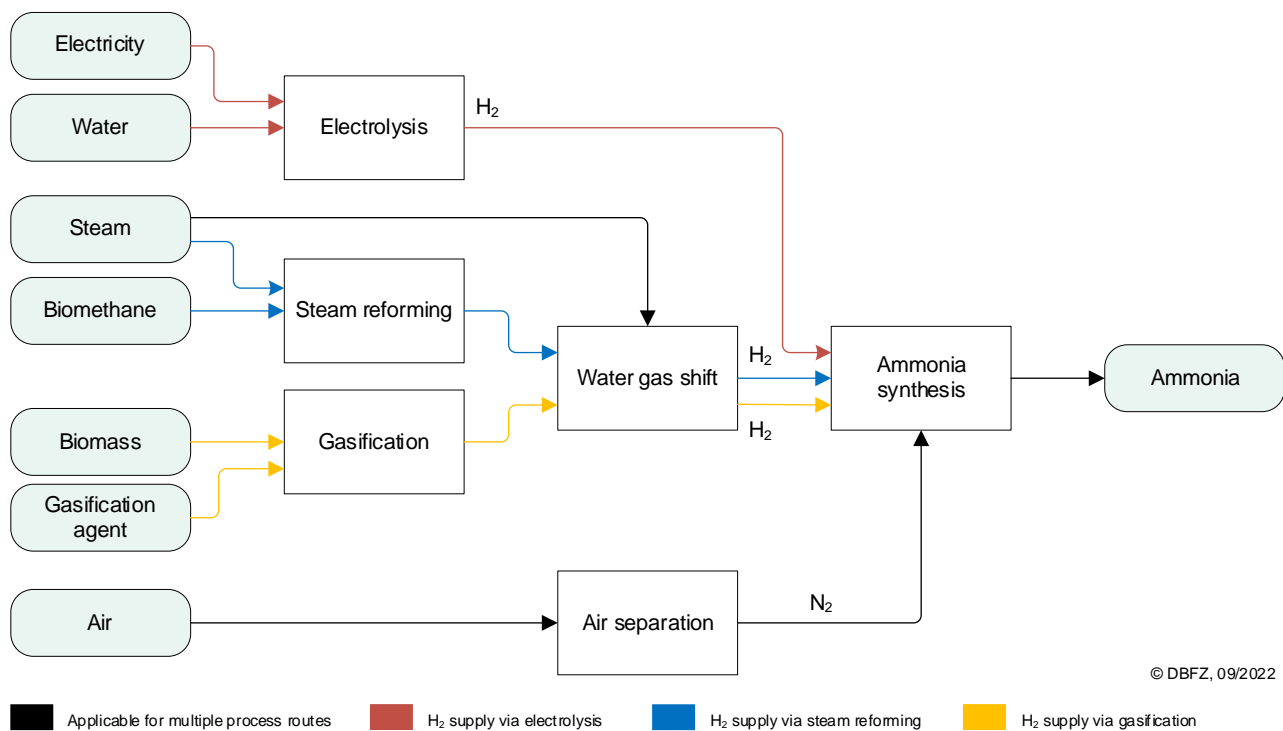 Electricity
Water
Electrolysis
H₂
Steam
Biomethane
Steam reforming
Water gas shift
H₂
H₂
Ammonia
synthesis
Ammonia
Biomass
Gasification
agent
Gasification
Air
Air separation
N₂
© DBFZ, 09/2022
Applicable for multiple process routes
H₂ supply via electrolysis
H₂ supply via steam reforming
H₂ supply via gasification